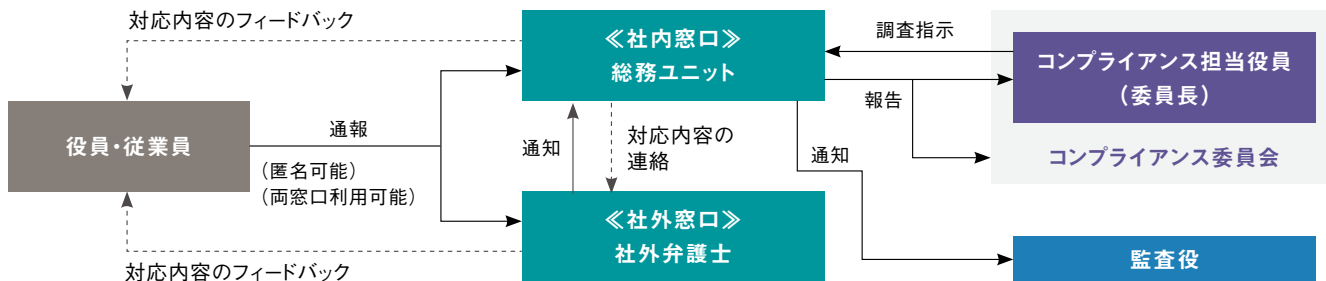 対応内容のフィードバック
役員・従業員
通報
（匿名可能）
（両窓口利用可能）
対応内容のフィードバック
≪社内窓口≫
総務ユニット
通知
対応内容の
連絡
≪社外窓口≫
社外弁護士
調査指示
報告
通知
コンプライアンス担当役員
（委員長）
コンプライアンス委員会
監査役